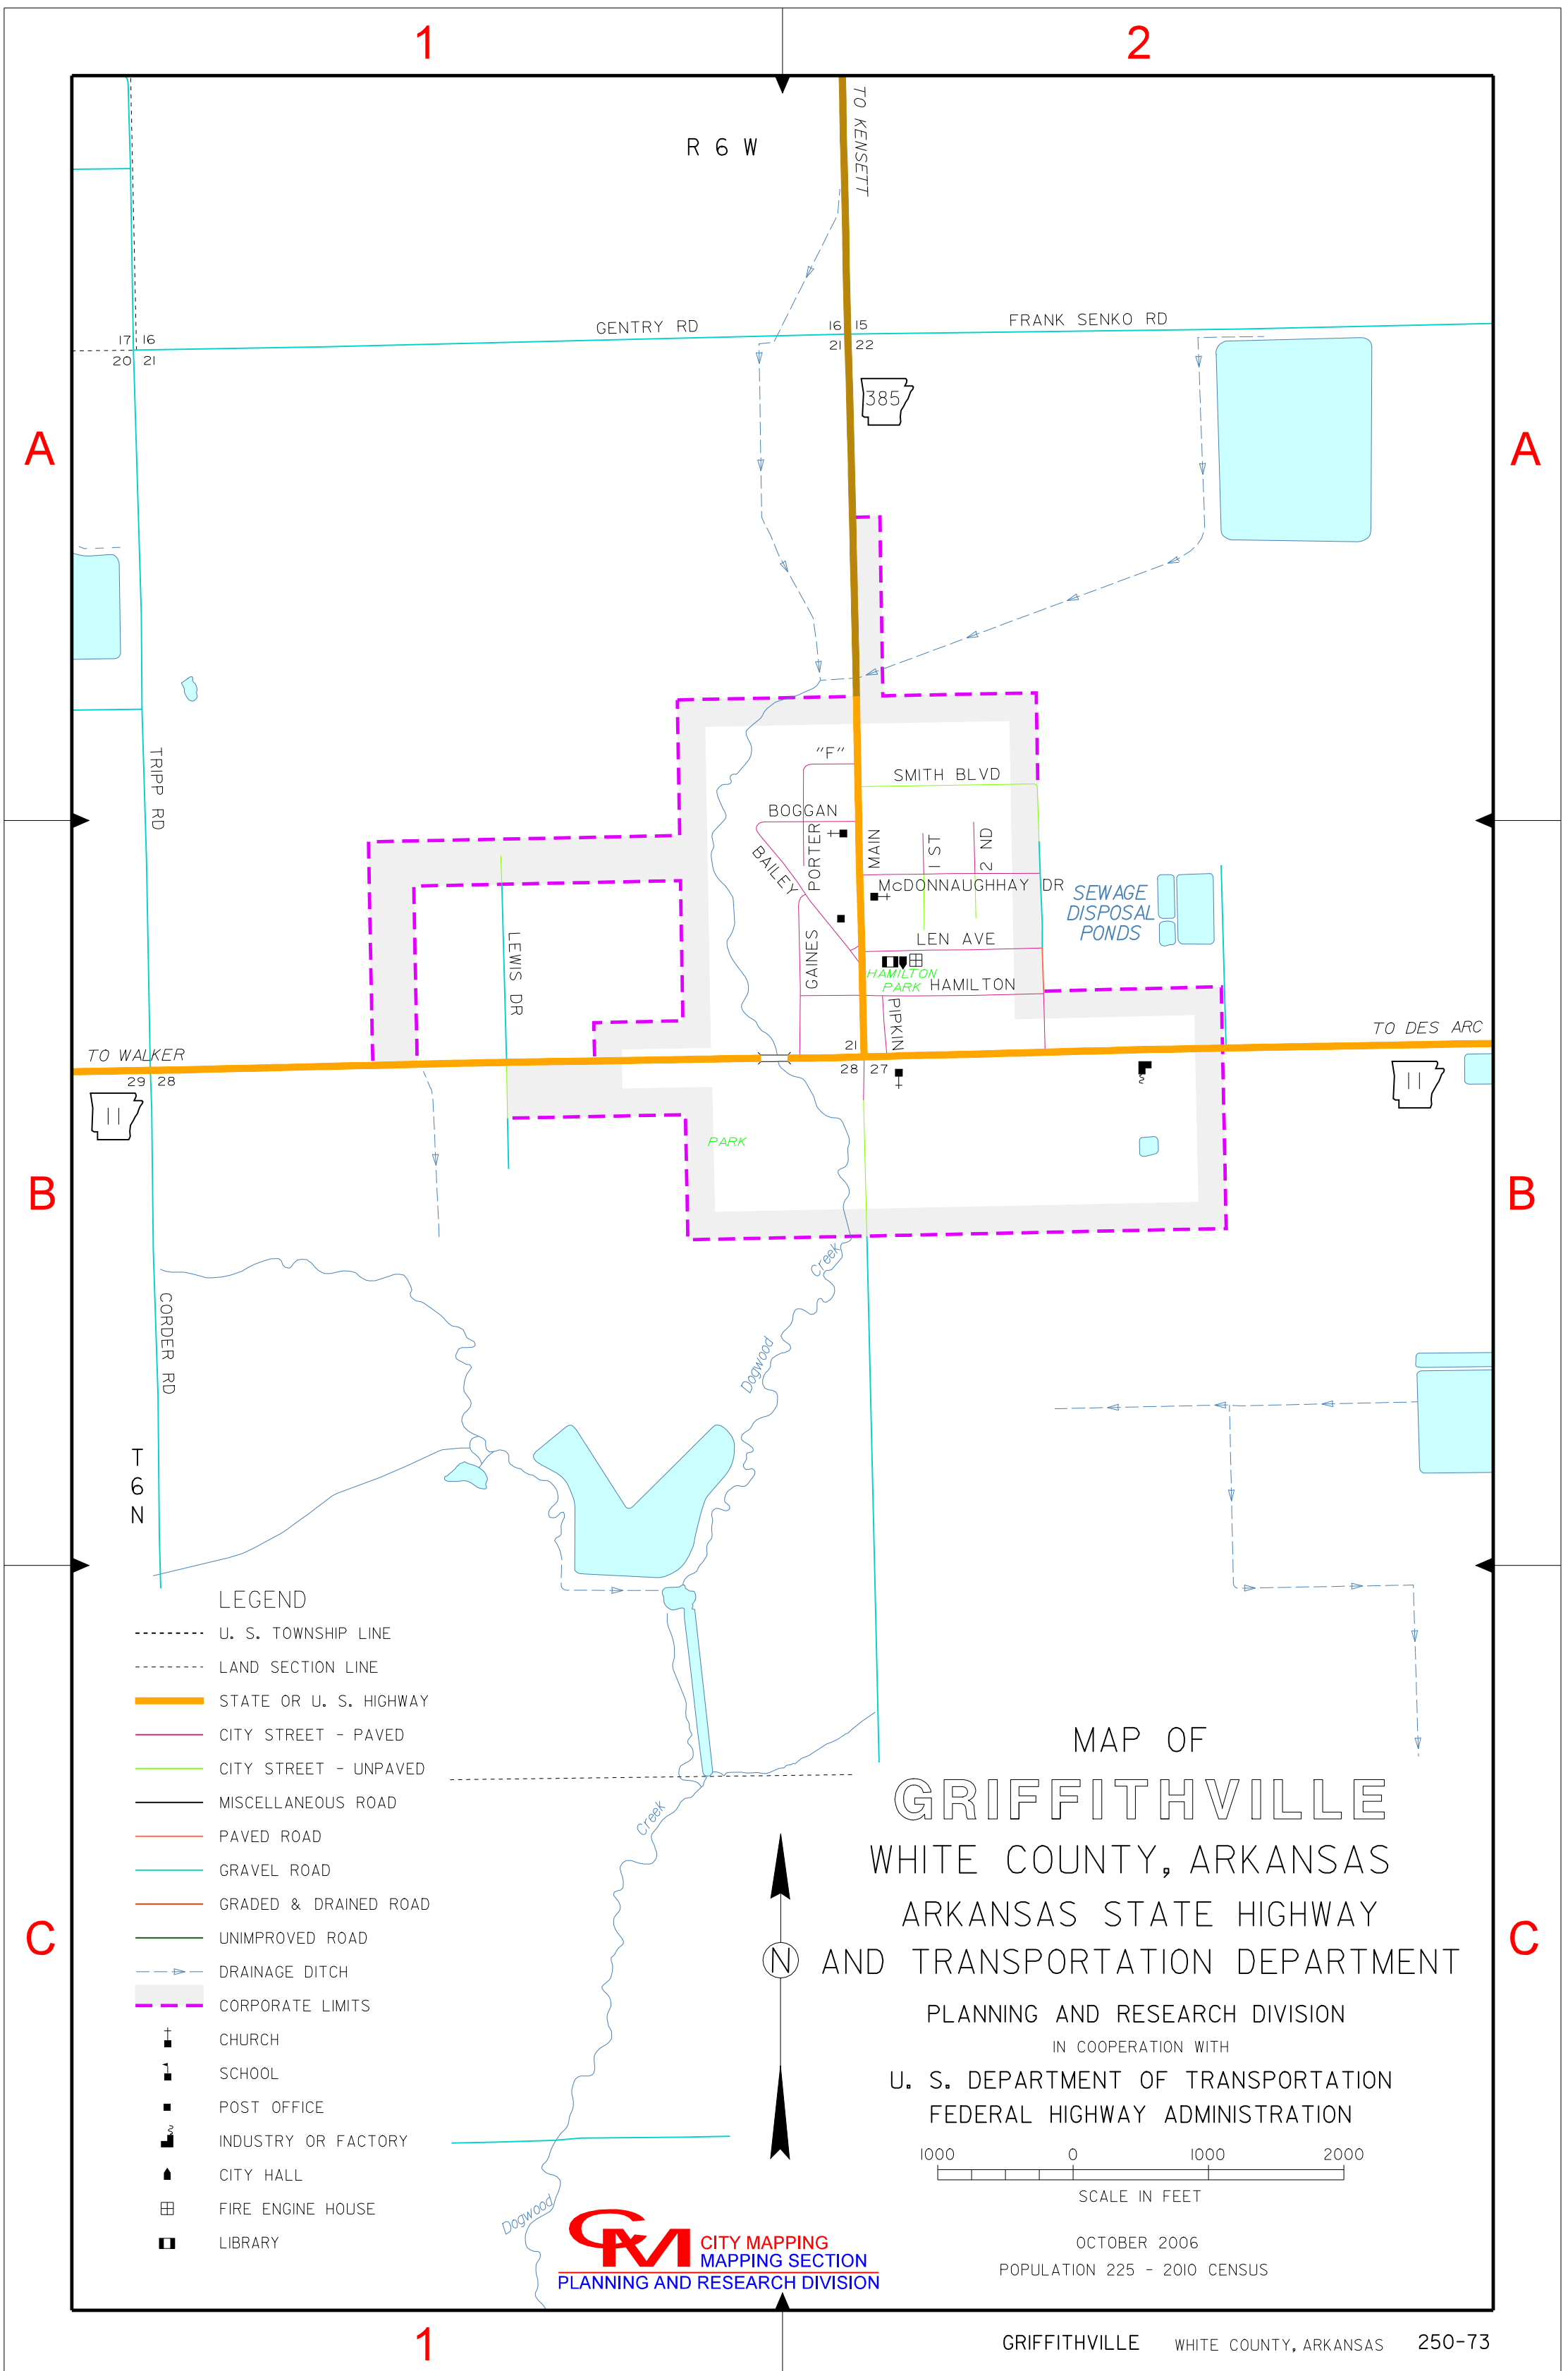 1
2
TO KENSETT
R 6 W
GENTRY RD
FRANK SENKO RD
17 16
20 21
16 15
21 22
385
A
A
TRIPP RD
"F"
SMITH BLVD
BOGGAN
PORTER
MAIN
1 ST
2 ND
BAILEY
McDONNAUGHHAY DR
SEWAGE
DISPOSAL
PONDS
LEWIS DR
GAINES
LEN AVE
HAMILTON
PARK
HAMILTON
PIPKIN
TO WALKER
TO DES ARC
21
28 27
29 28
11
11
PARK
B
B
Creek
Dogwood
CORDER RD
T
6
N
LEGEND
U. S. TOWNSHIP LINE
LAND SECTION LINE
STATE OR U. S. HIGHWAY
CITY STREET - PAVED
CITY STREET - UNPAVED
MISCELLANEOUS ROAD
PAVED ROAD
GRAVEL ROAD
GRADED & DRAINED ROAD
UNIMPROVED ROAD
DRAINAGE DITCH
CORPORATE LIMITS
CHURCH
SCHOOL
POST OFFICE
INDUSTRY OR FACTORY
CITY HALL
FIRE ENGINE HOUSE
LIBRARY
Creek
Dogwood
C
C
MAP OF
GRIFFITHVILLE
WHITE COUNTY, ARKANSAS
ARKANSAS STATE HIGHWAY
N
AND TRANSPORTATION DEPARTMENT
PLANNING AND RESEARCH DIVISION
IN COOPERATION WITH
U. S. DEPARTMENT OF TRANSPORTATION
FEDERAL HIGHWAY ADMINISTRATION
1000 0 1000 2000
SCALE IN FEET
OCTOBER 2006
POPULATION 225 - 2010 CENSUS
CM
CITY MAPPING
MAPPING SECTION
PLANNING AND RESEARCH DIVISION
1
GRIFFITHVILLE WHITE COUNTY, ARKANSAS 250-73